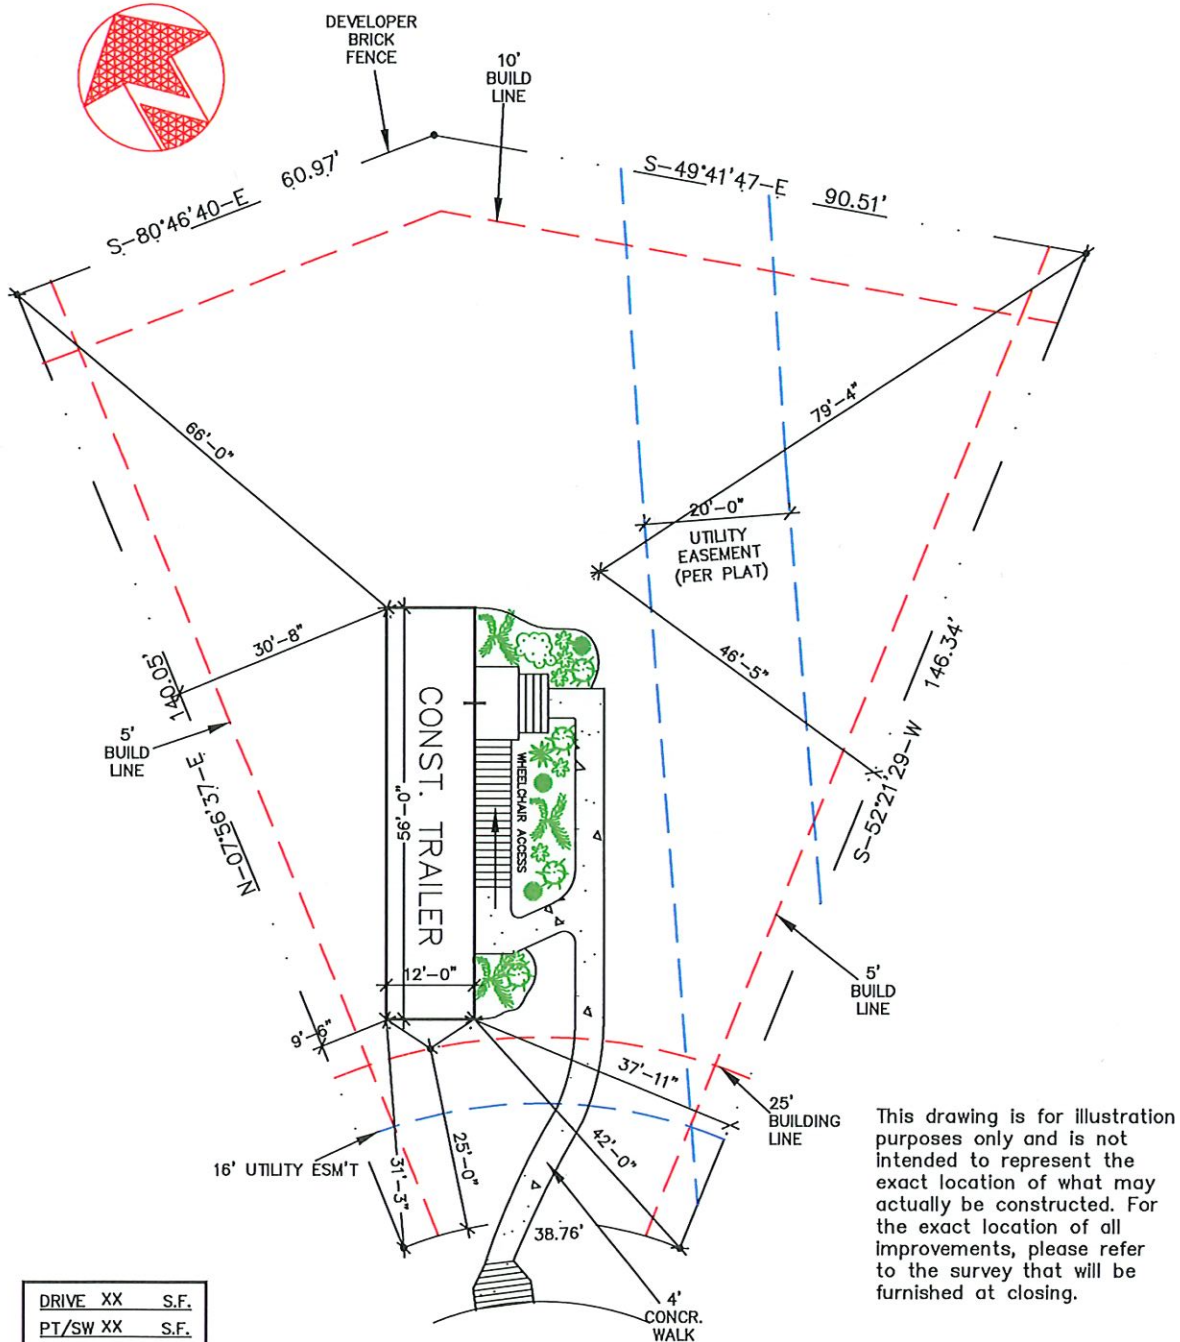 DEVELOPER
BRICK
FENCE
10'
BUILD
LINE
S-80°46'40-E 60.97'
S-49°41'47-E 90.51'
66'-0"
79'-4"
20'-0"
UTILITY
EASEMENT
(PER PLAT)
30'-8"
46'-5"
140.05'
N-07°56'37-E
146.34'
S-52°21'29-W
5'
BUILD
LINE
CONST. TRAILER
56'-0"
WHEELCHAIR ACCESS
12'-0"
5'
BUILD
LINE
9'-6"
37'-11"
25'
BUILDING
LINE
16' UTILITY ESM'T
31'-3"
25'-0"
42'-0"
38.76'
4'
CONCR.
WALK
This drawing is for illustration
purposes only and is not
intended to represent the
exact location of what may
actually be constructed. For
the exact location of all
improvements, please refer
to the survey that will be
furnished at closing.
DRIVE XX S.F.
PT/SW XX S.F.